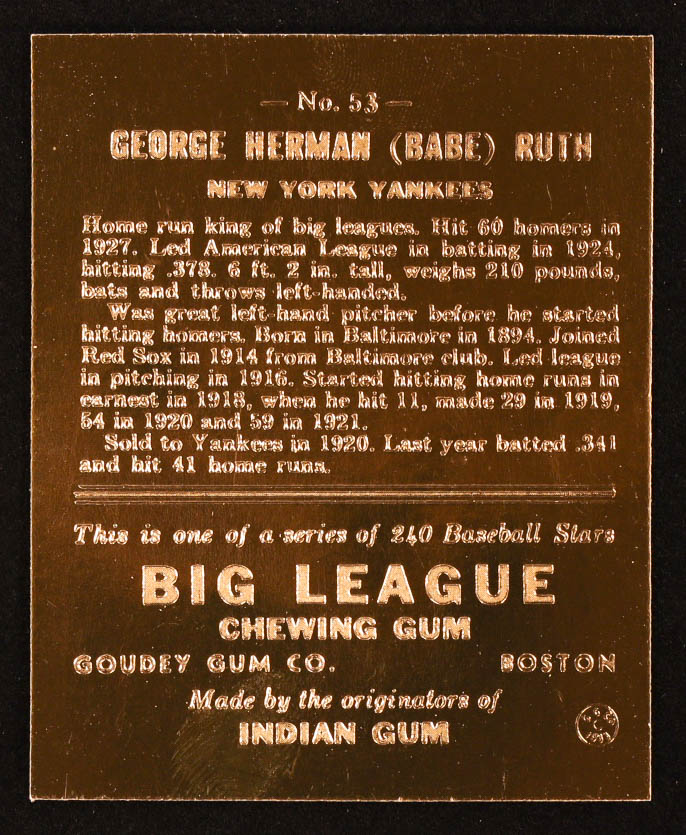 — No. 53 —
GEORGE HERMAN (BABE) RUTH
NEW YORK YANKEES
Home run king of big leagues. Hit 60 homers in
1927. Led American League in batting in 1924,
hitting .378. 6 ft. 2 in. tall, weighs 210 pounds,
bats and throws left-handed.
Was great left-hand pitcher before he started
hitting homers. Born in Baltimore in 1894. Joined
Red Sox in 1914 from Baltimore club. Led league
in pitching in 1916. Started hitting home runs in
earnest in 1918, when he hit 11, made 29 in 1919,
54 in 1920 and 59 in 1921.
Sold to Yankees in 1920. Last year batted .341
and hit 41 home runs.
This is one of a series of 240 Baseball Stars
BIG LEAGUE
CHEWING GUM
GOUDEY GUM CO. BOSTON
Made by the originators of
INDIAN GUM